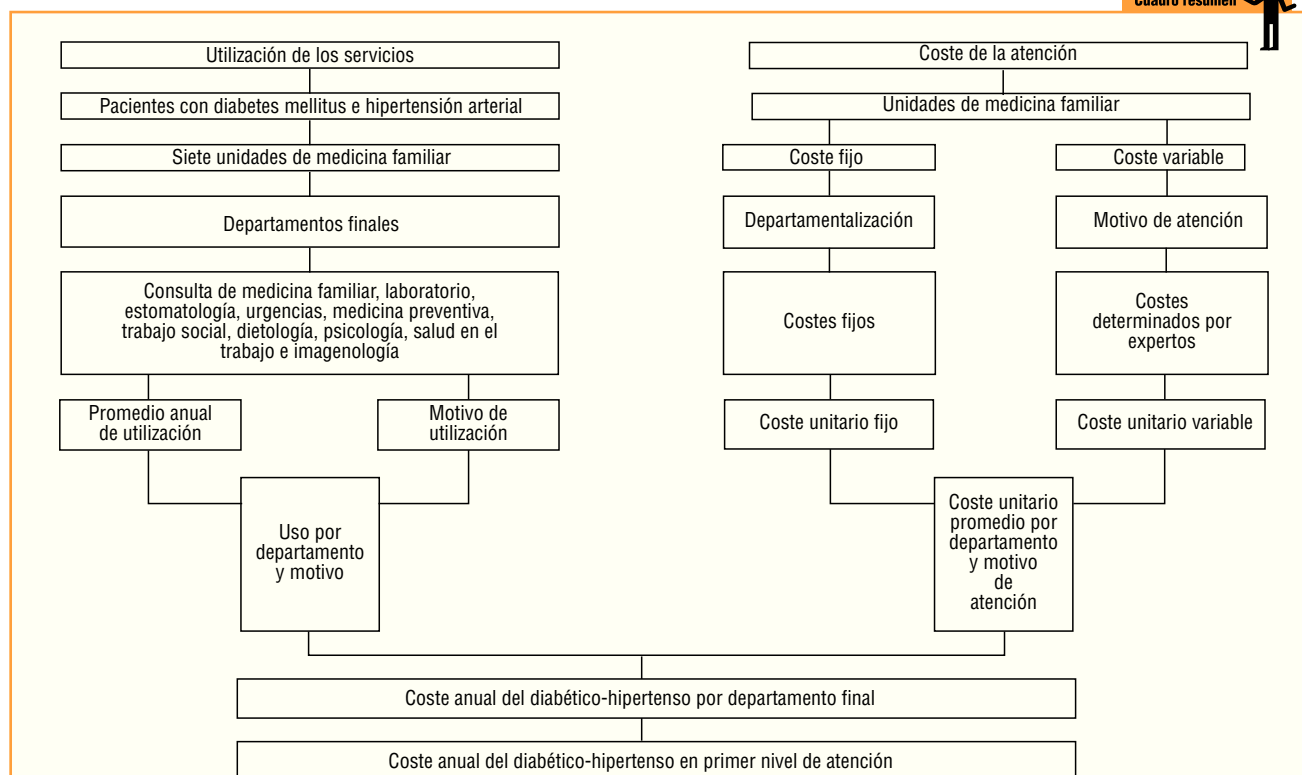 Cuadro resumen
Utilización de los servicios
Pacientes con diabetes mellitus e hipertensión arterial
Siete unidades de medicina familiar
Departamentos finales
Consulta de medicina familiar, laboratorio,
estomatología, urgencias, medicina preventiva,
trabajo social, dietología, psicología, salud en el
trabajo e imagenología
Promedio anual
de utilización
Motivo de
utilización
Uso por
departamento
y motivo
Coste de la atención
Unidades de medicina familiar
Coste fijo
Coste variable
Departamentalización
Motivo de atención
Costes fijos
Costes
determinados por
expertos
Coste unitario fijo
Coste unitario variable
Coste unitario
promedio por
departamento
y motivo
de
atención
Coste anual del diabético-hipertenso por departamento final
Coste anual del diabético-hipertenso en primer nivel de atención